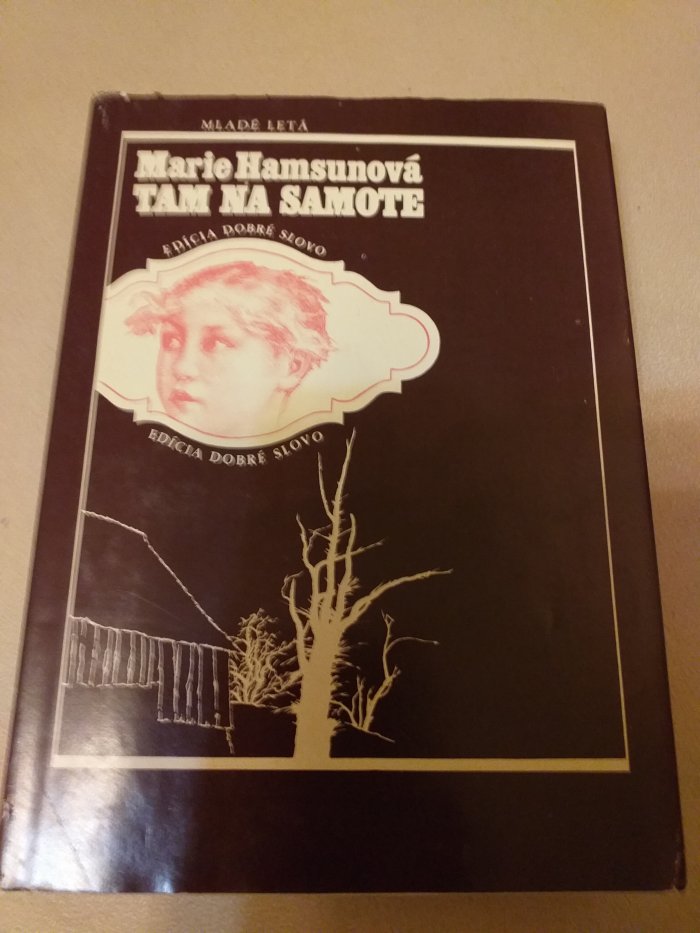 MLADÉ LETÁ
Marie Hamsunová
TAM NA SAMOTE
EDÍCIA DOBRÉ SLOVO
EDÍCIA DOBRÉ SLOVO